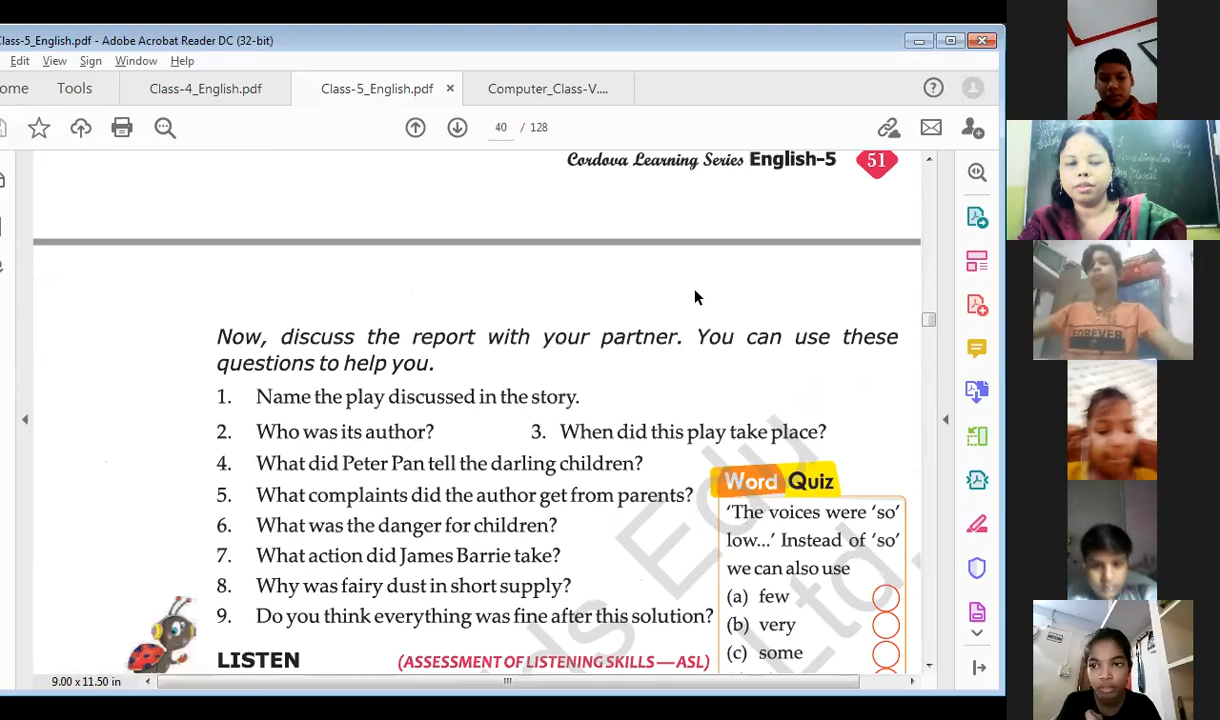 Class-5_English.pdf - Adobe Acrobat Reader DC (32-bit)
Edit View Sign Window Help
ome Tools Class-4_English.pdf Class-5_English.pdf × Computer_Class-V....
40 / 128
Cordova Learning Series English-5 51
Now, discuss the report with your partner. You can use these
questions to help you.
1. Name the play discussed in the story.
2. Who was its author? 3. When did this play take place?
4. What did Peter Pan tell the darling children?
5. What complaints did the author get from parents?
6. What was the danger for children?
7. What action did James Barrie take?
8. Why was fairy dust in short supply?
9. Do you think everything was fine after this solution?
Word Quiz
'The voices were 'so'
low...' Instead of 'so'
we can also use
(a) few
(b) very
(c) some
LISTEN (ASSESSMENT OF LISTENING SKILLS—ASL)
9.00 x 11.50 in
FOREVER